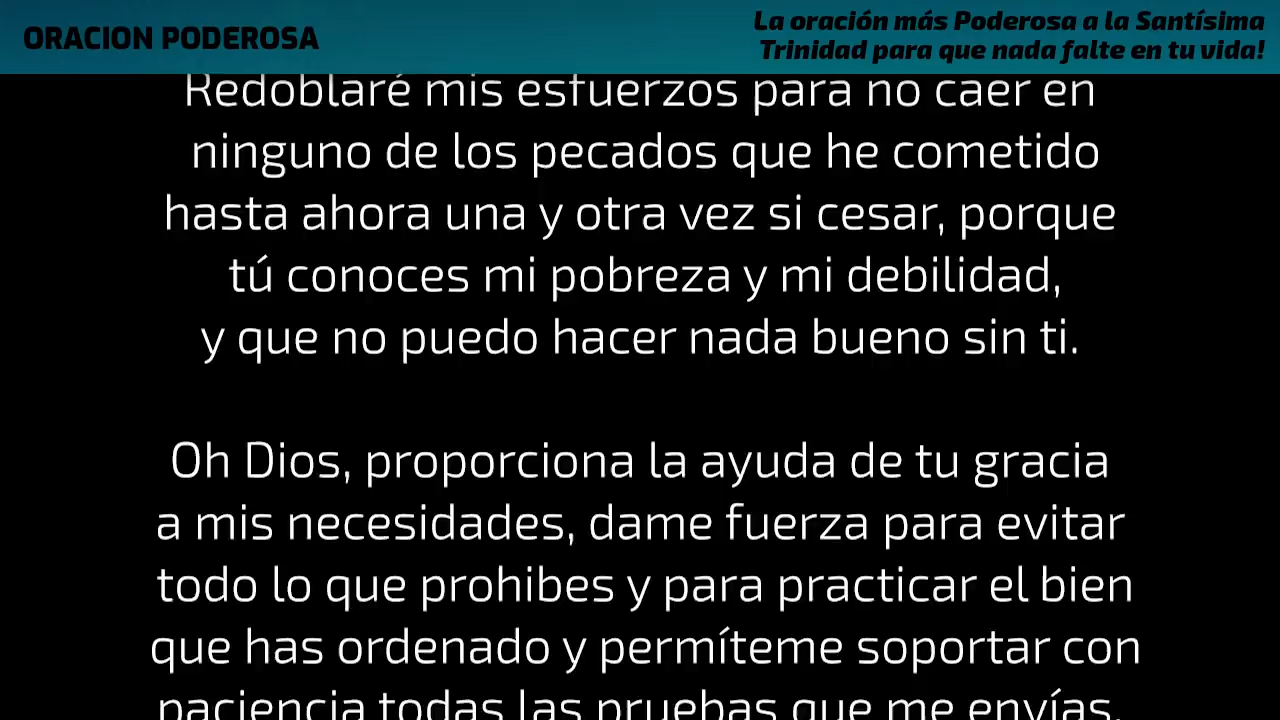 ORACION PODEROSA
La oración más Poderosa a la Santísima
Trinidad para que nada falte en tu vida!
Redoblaré mis esfuerzos para no caer en
ninguno de los pecados que he cometido
hasta ahora una y otra vez si cesar, porque
tú conoces mi pobreza y mi debilidad,
y que no puedo hacer nada bueno sin ti.
Oh Dios, proporciona la ayuda de tu gracia
a mis necesidades, dame fuerza para evitar
todo lo que prohibes y para practicar el bien
que has ordenado y permíteme soportar con
paciencia todas las pruebas que me envías.